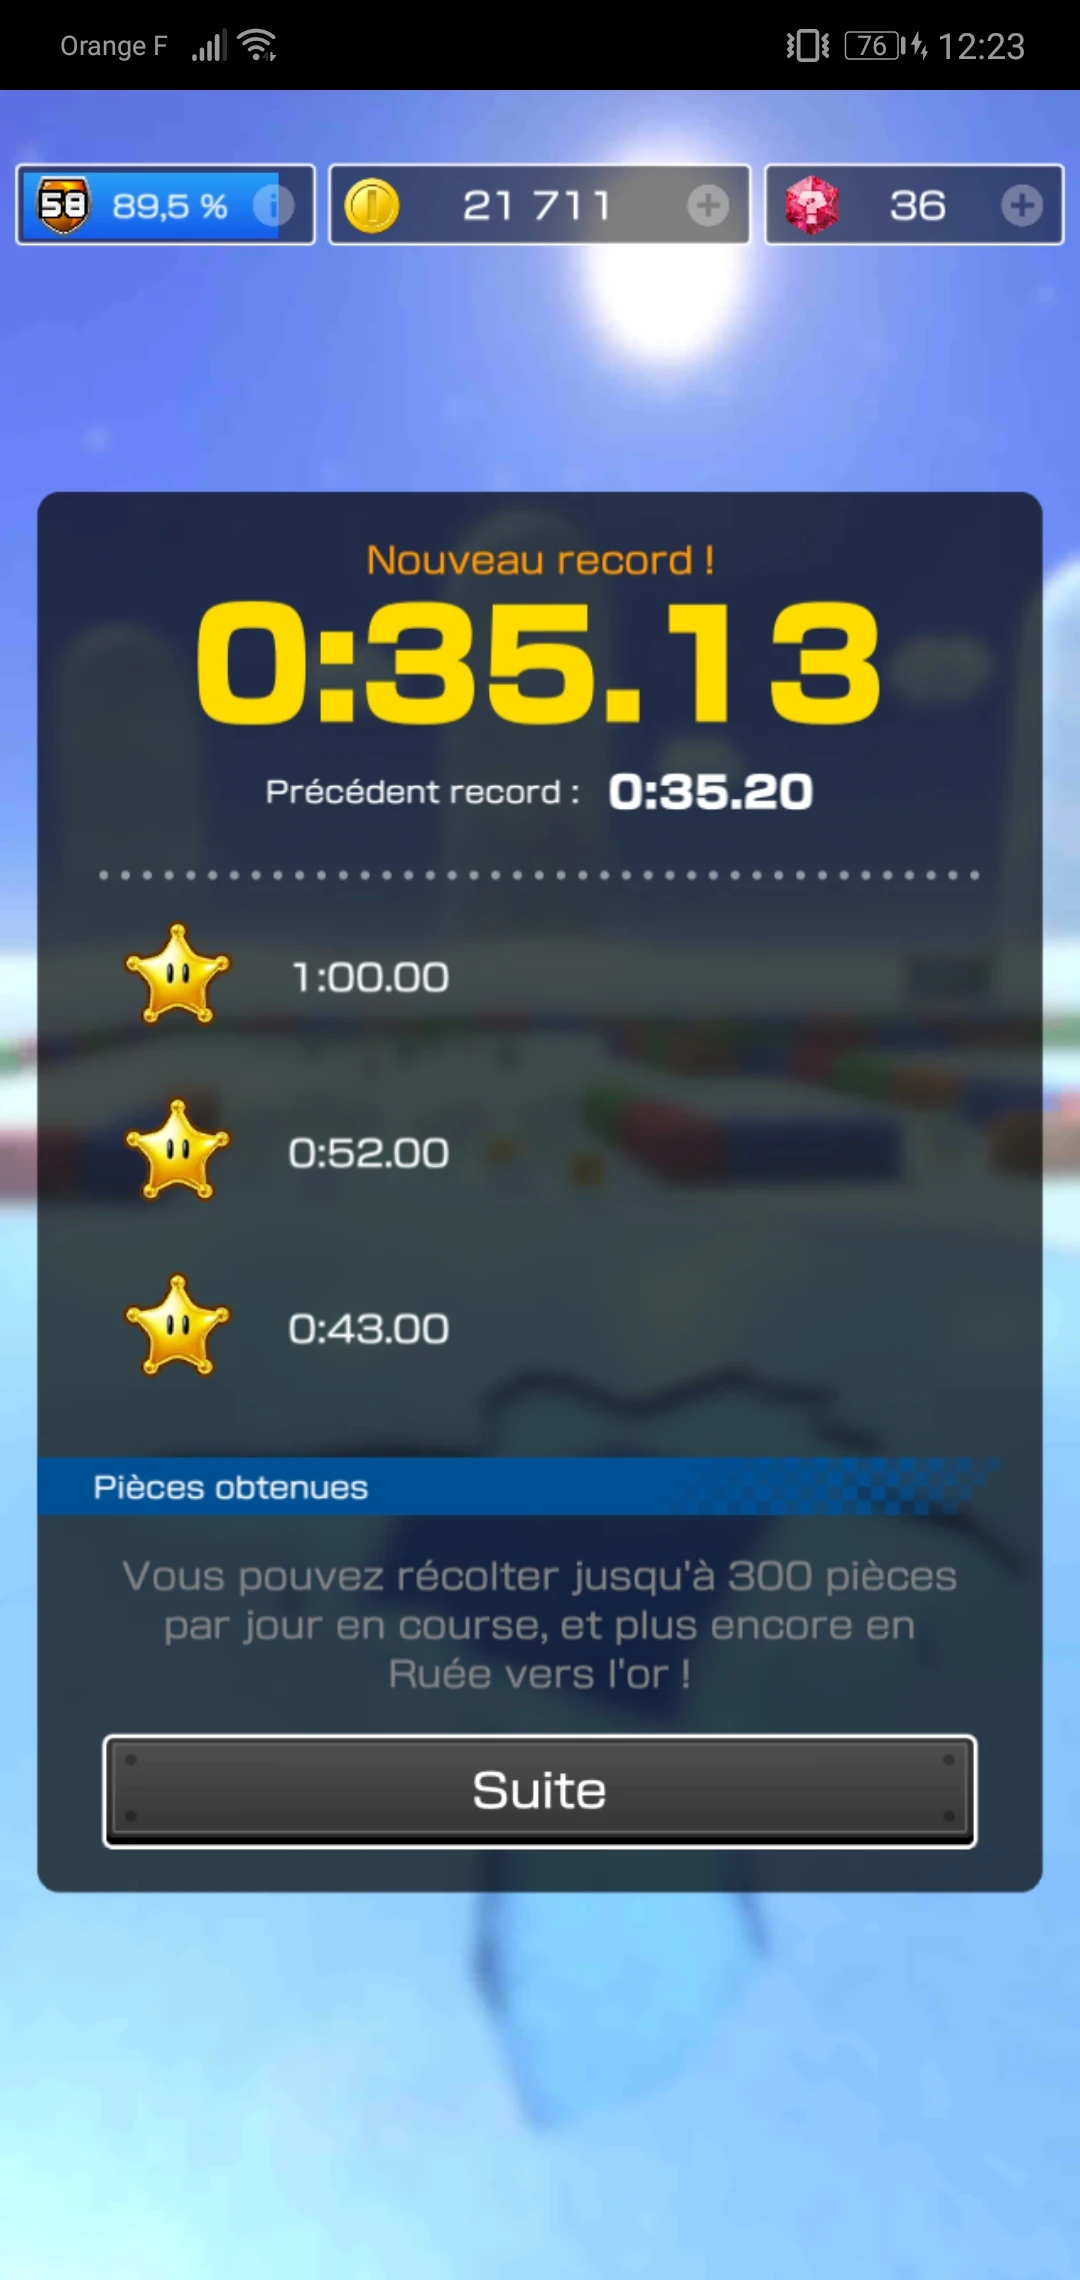 Orange F 76 12:23
58 89,5 % i 21 711 + 36 +
Nouveau record !
0:35.13
Précédent record : 0:35.20
1:00.00
0:52.00
0:43.00
Pièces obtenues
Vous pouvez récolter jusqu'à 300 pièces
par jour en course, et plus encore en
Ruée vers l'or !
Suite